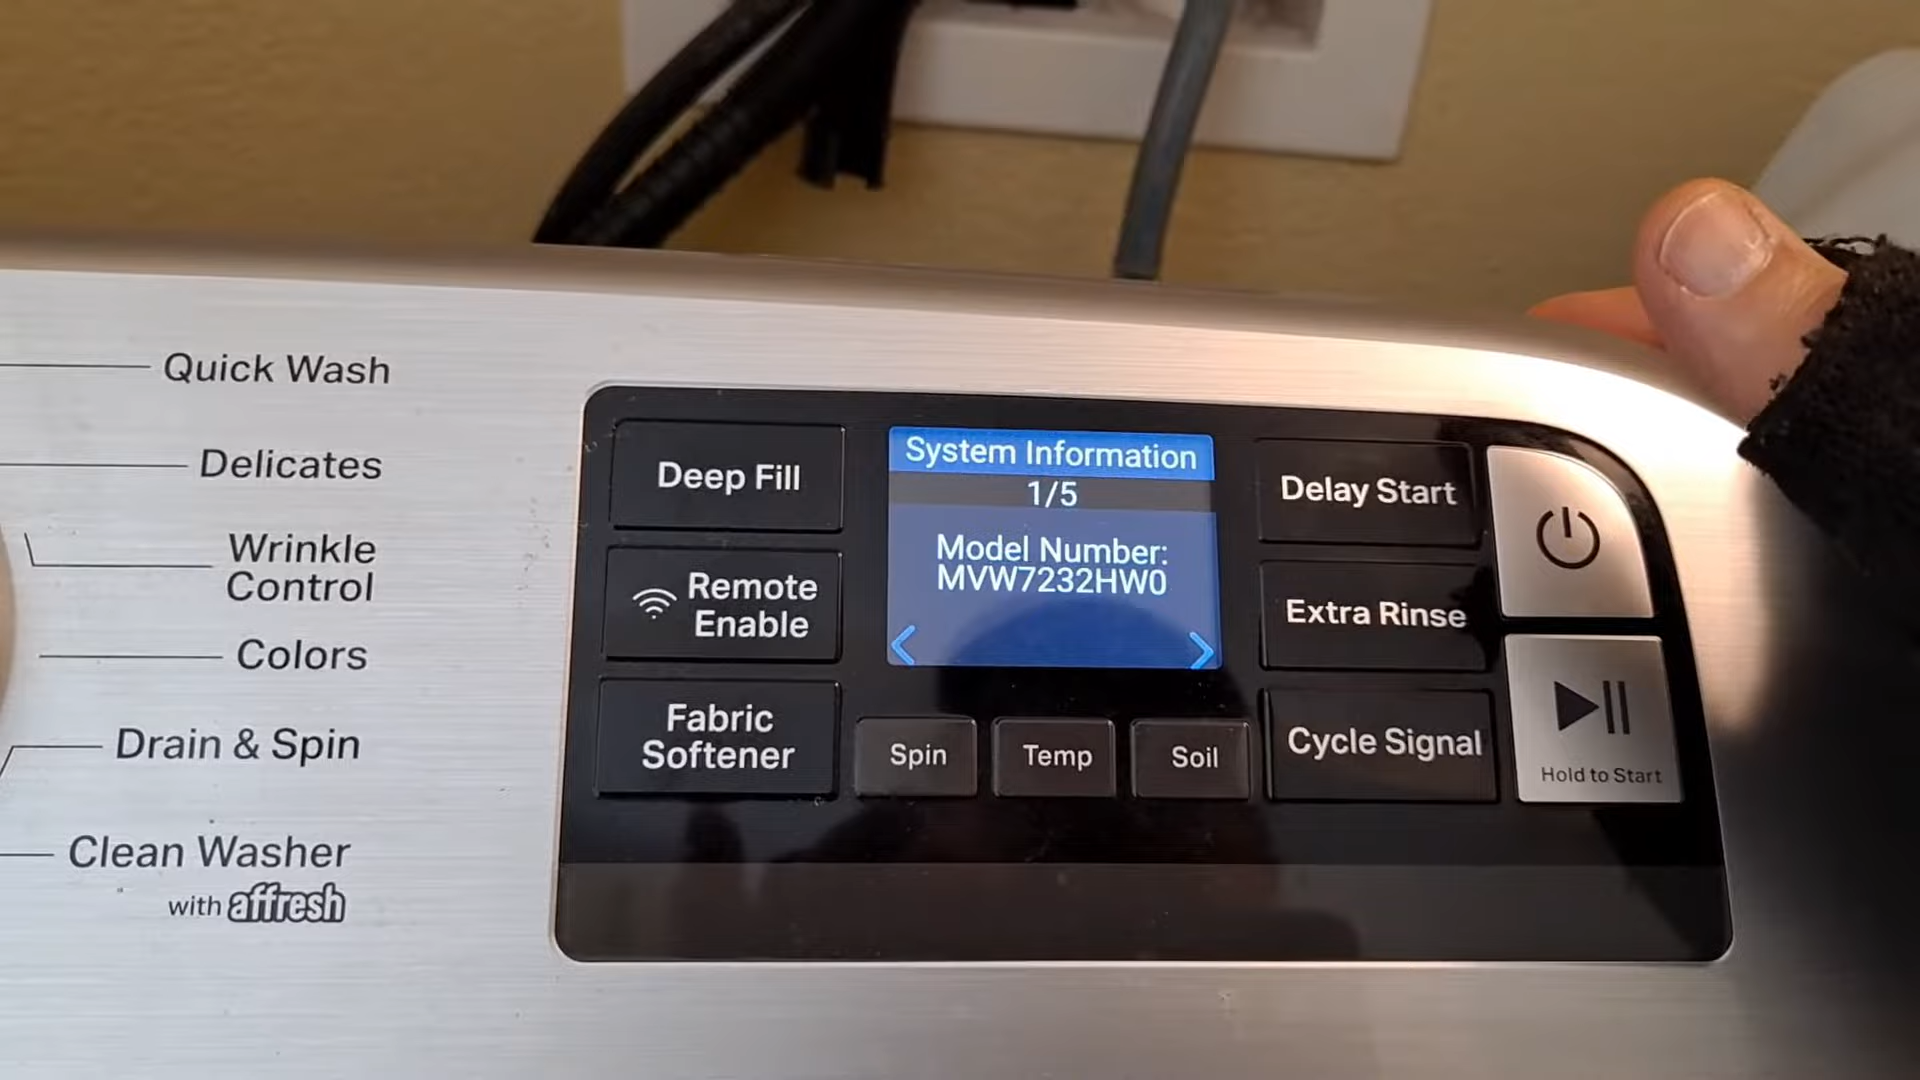 Quick Wash
Delicates
Wrinkle
Control
Colors
Drain & Spin
Clean Washer
with affresh
Deep Fill
Remote
Enable
Fabric
Softener
System Information
1/5
Model Number:
MVW7232HW0
Spin
Temp
Soil
Delay Start
Extra Rinse
Cycle Signal
Hold to Start